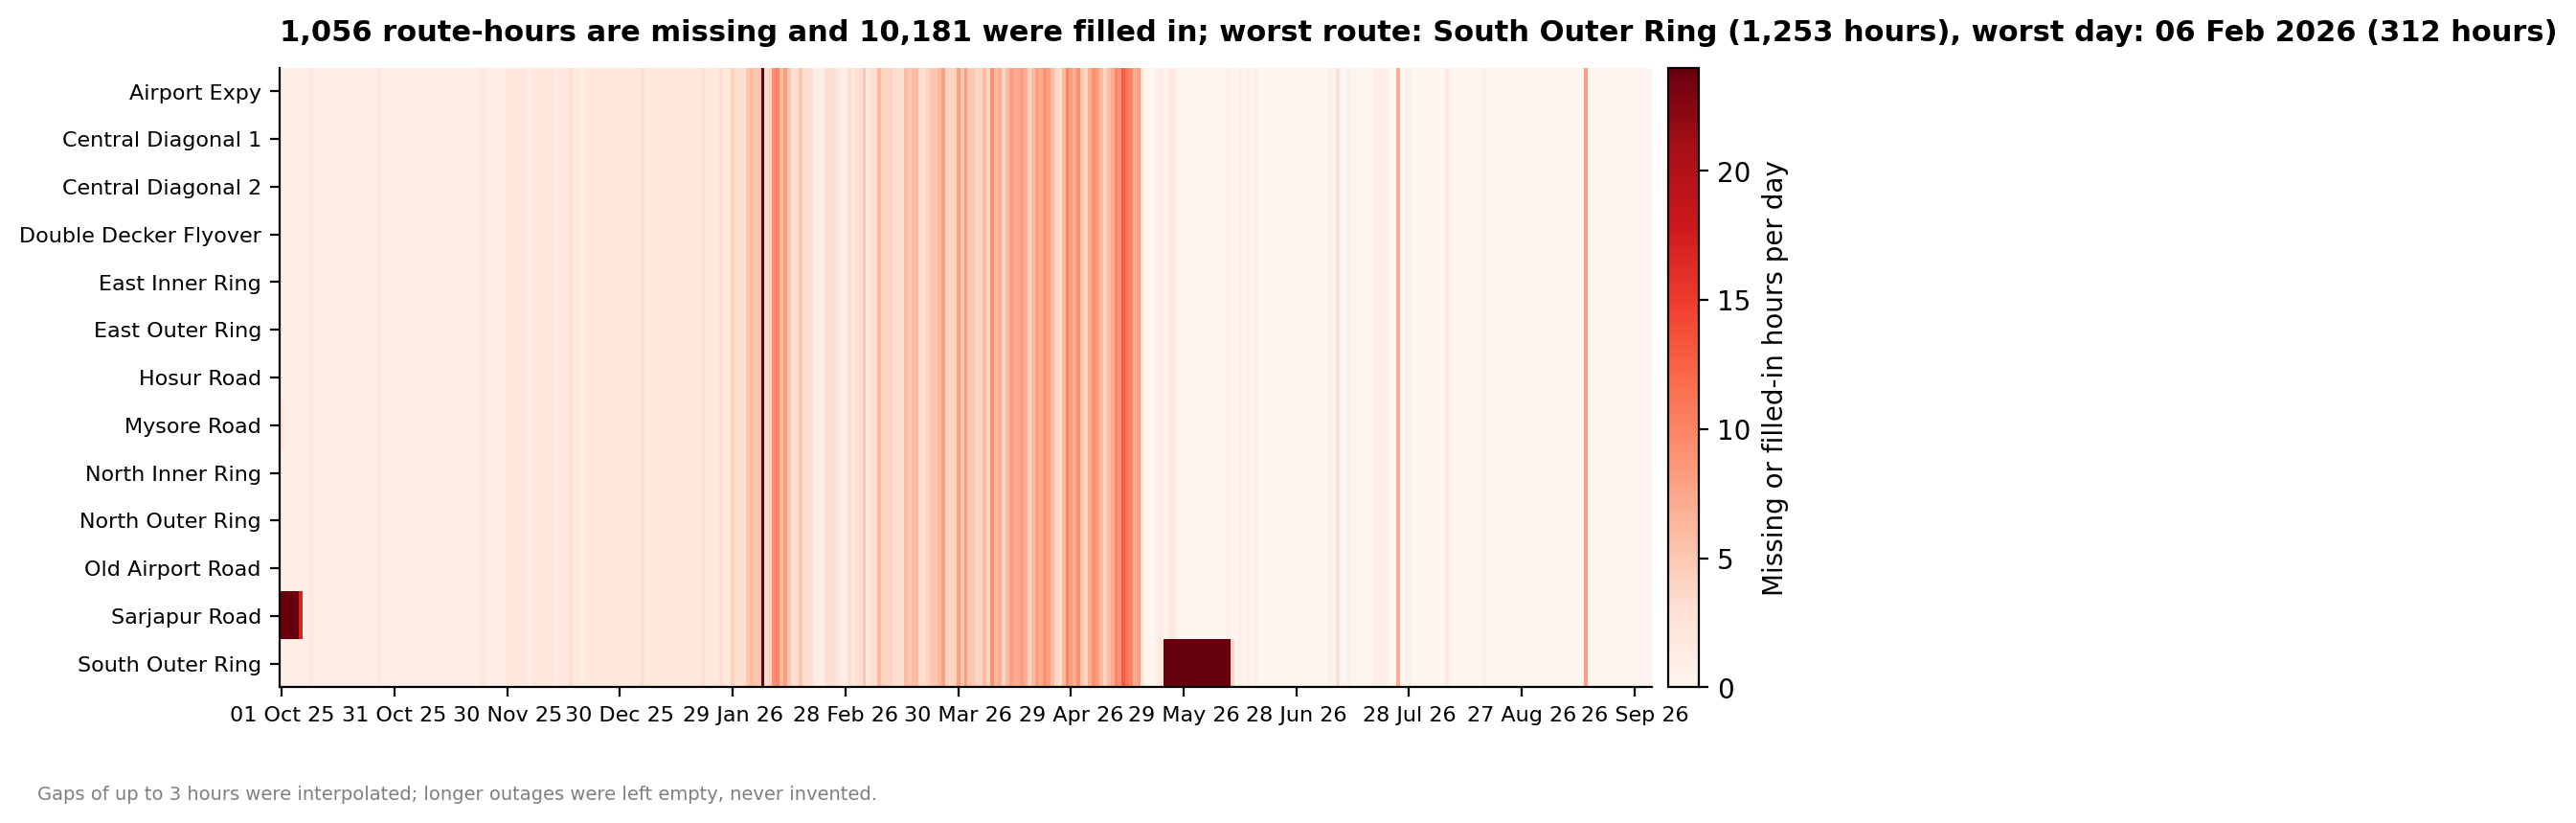 1,056 route-hours are missing and 10,181 were filled in; worst route: South Outer Ring (1,253 hours), worst day: 06 Feb 2026 (312 hours)
Airport Expy
Central Diagonal 1
Central Diagonal 2
Double Decker Flyover
East Inner Ring
East Outer Ring
Hosur Road
Mysore Road
North Inner Ring
North Outer Ring
Old Airport Road
Sarjapur Road
South Outer Ring
01 Oct 25 31 Oct 25 30 Nov 25 30 Dec 25 29 Jan 26 28 Feb 26 30 Mar 26 29 Apr 26 29 May 26 28 Jun 26 28 Jul 26 27 Aug 26 26 Sep 26
20
15
10
5
0
Missing or filled-in hours per day
Gaps of up to 3 hours were interpolated; longer outages were left empty, never invented.